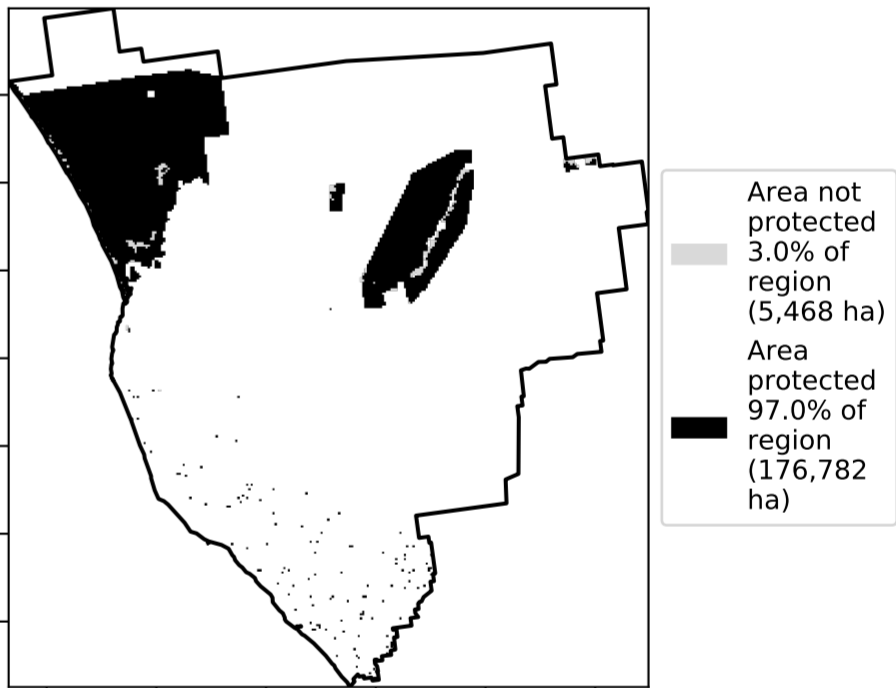 Area not
protected
3.0% of
region
(5,468 ha)
Area
protected
97.0% of
region
(176,782
ha)